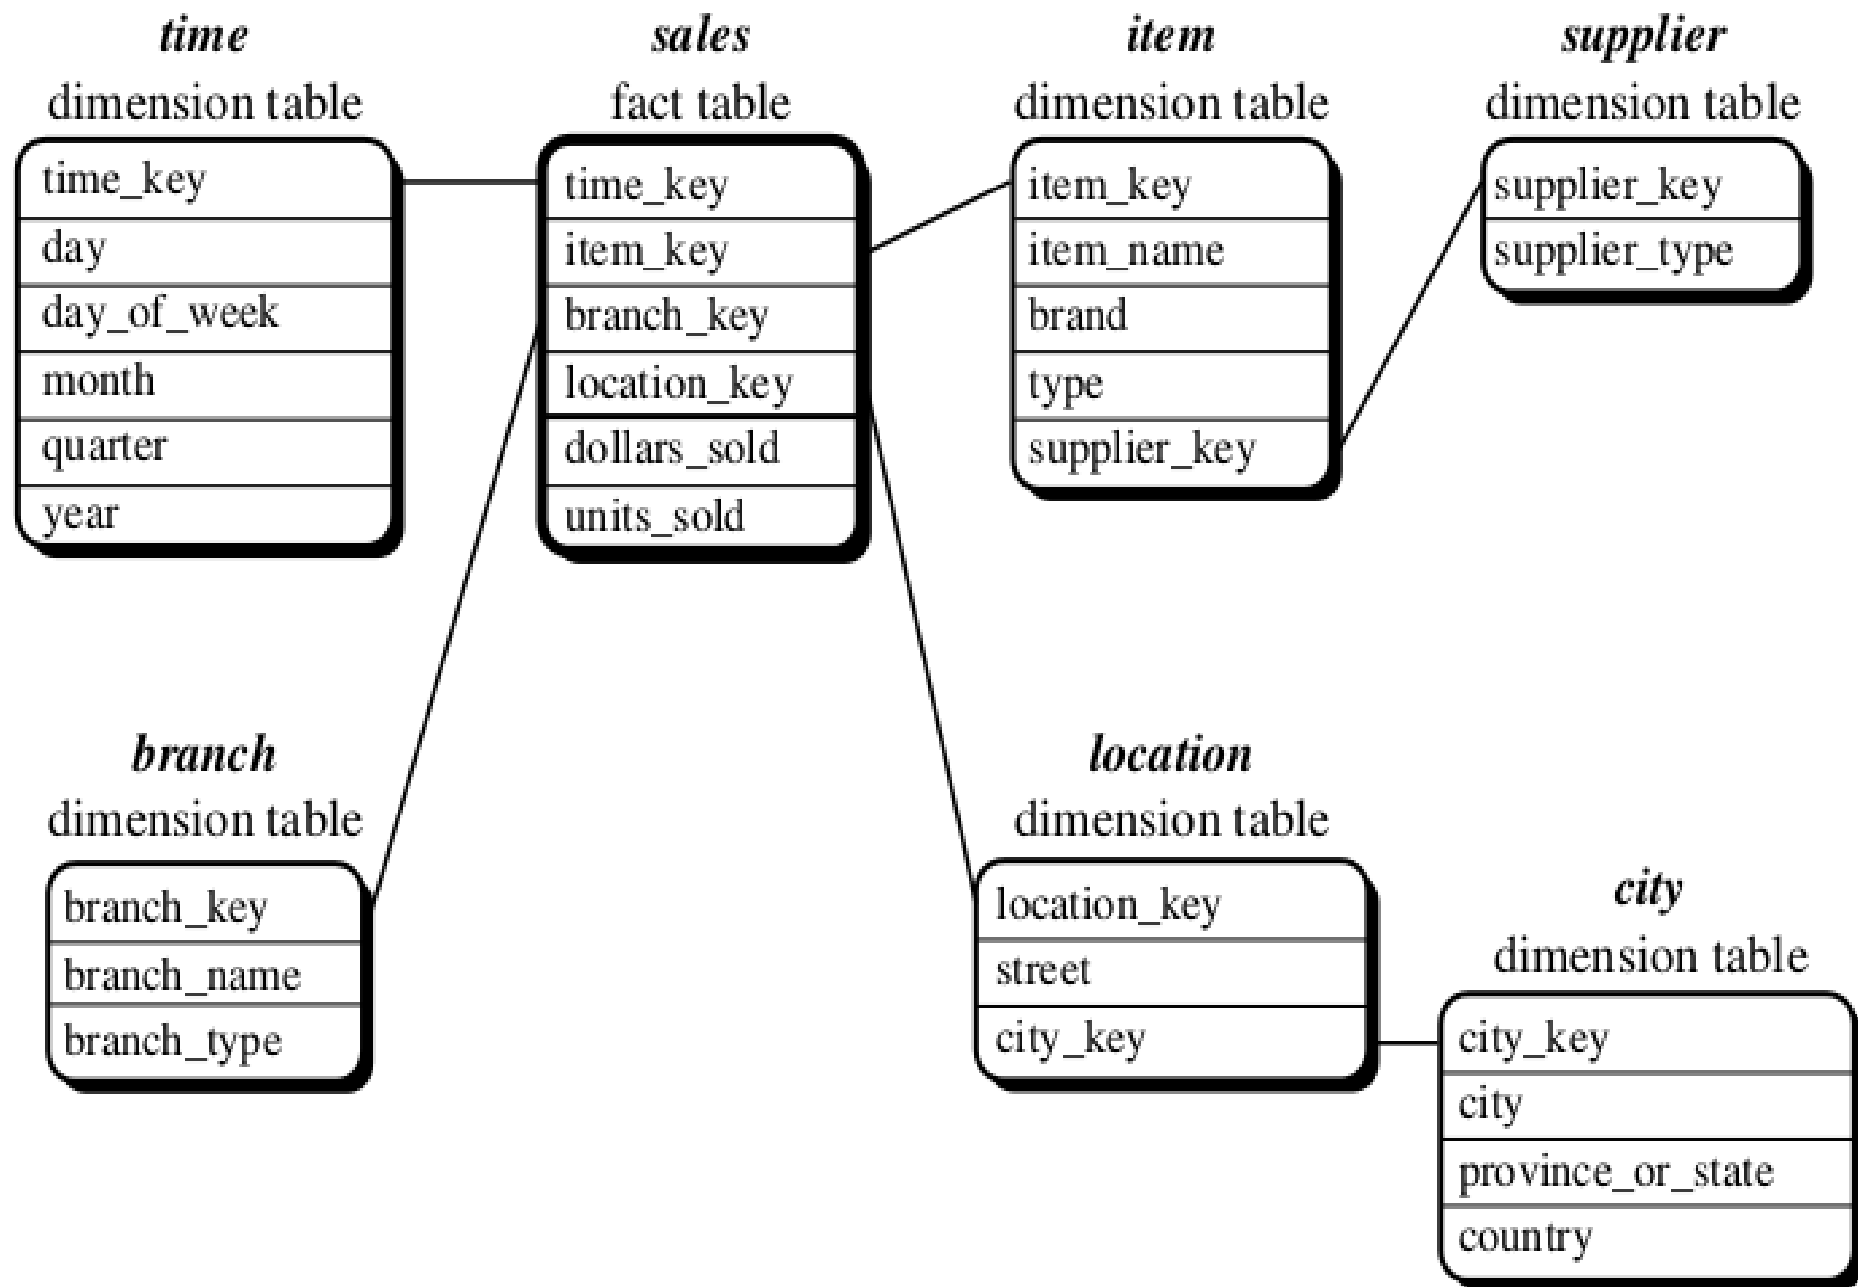 time
dimension table
time_key
day
day_of_week
month
quarter
year
sales
fact table
time_key
item_key
branch_key
location_key
dollars_sold
units_sold
item
dimension table
item_key
item_name
brand
type
supplier_key
supplier
dimension table
supplier_key
supplier_type
branch
dimension table
branch_key
branch_name
branch_type
location
dimension table
location_key
street
city_key
city
dimension table
city_key
city
province_or_state
country